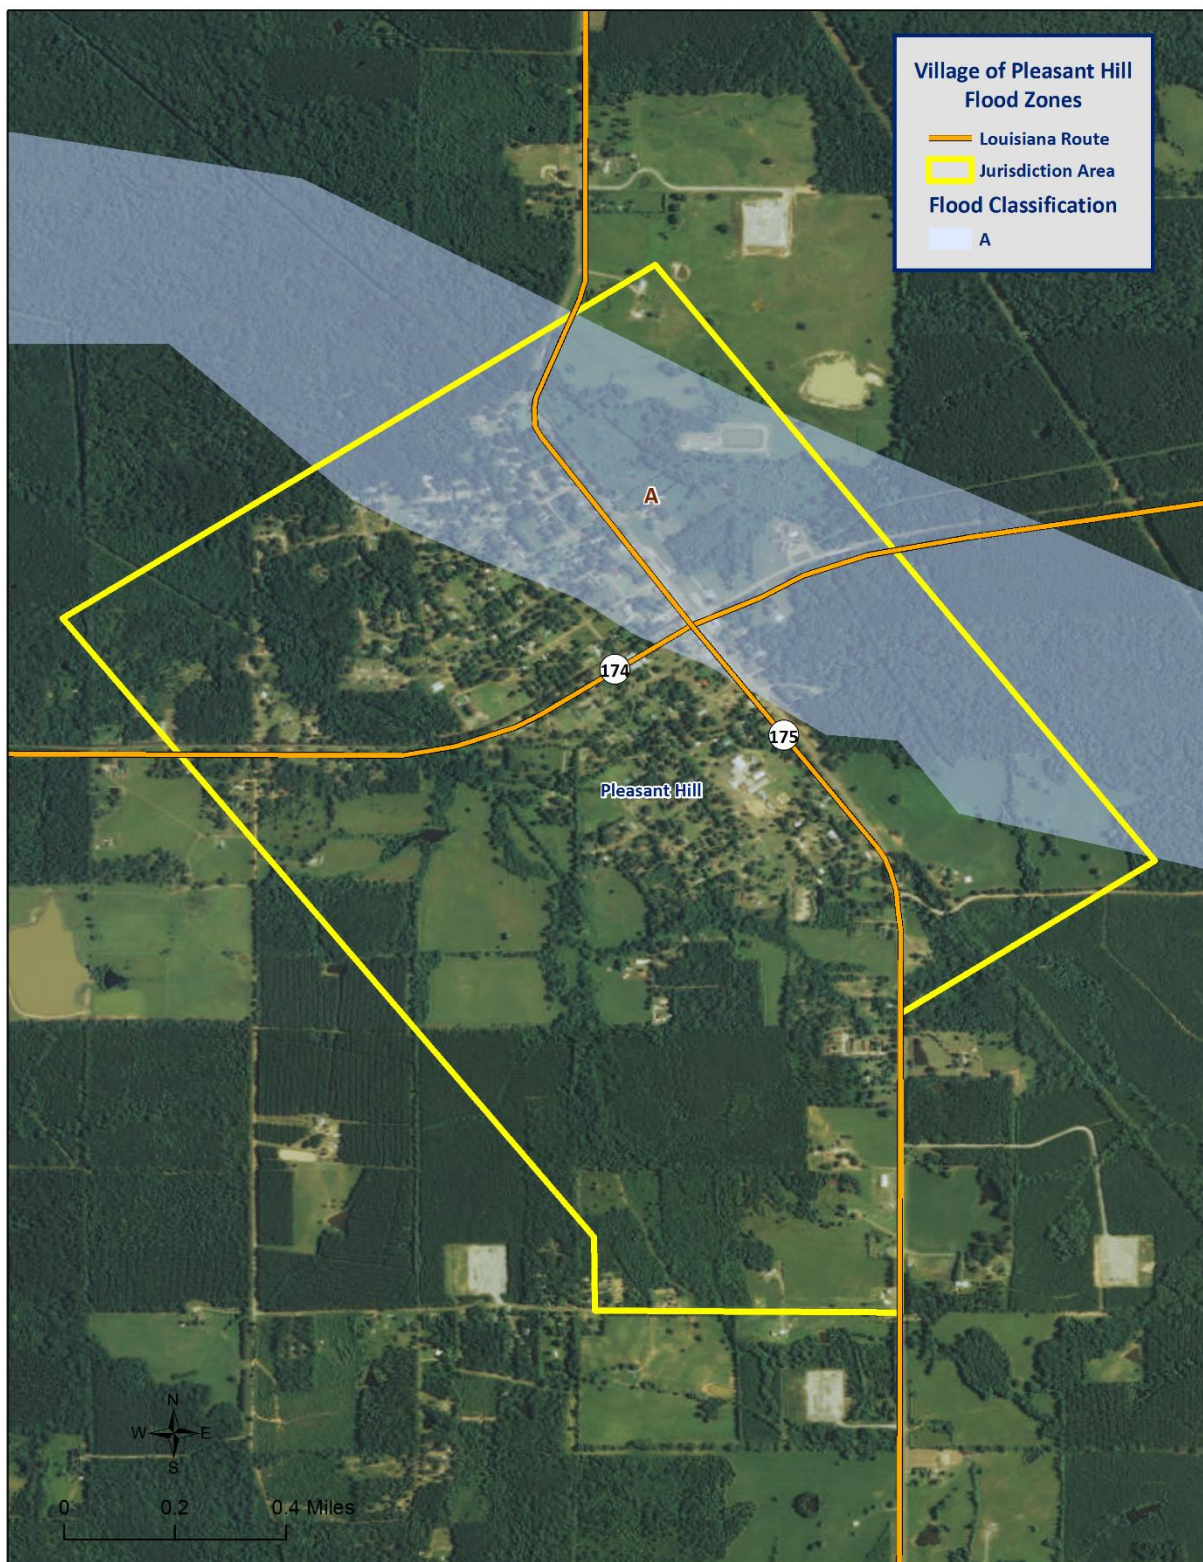 Village of Pleasant Hill
Flood Zones
Louisiana Route
Jurisdiction Area
Flood Classification
A
A
174
175
Pleasant Hill
N
W E
S
0 0.2 0.4 Miles